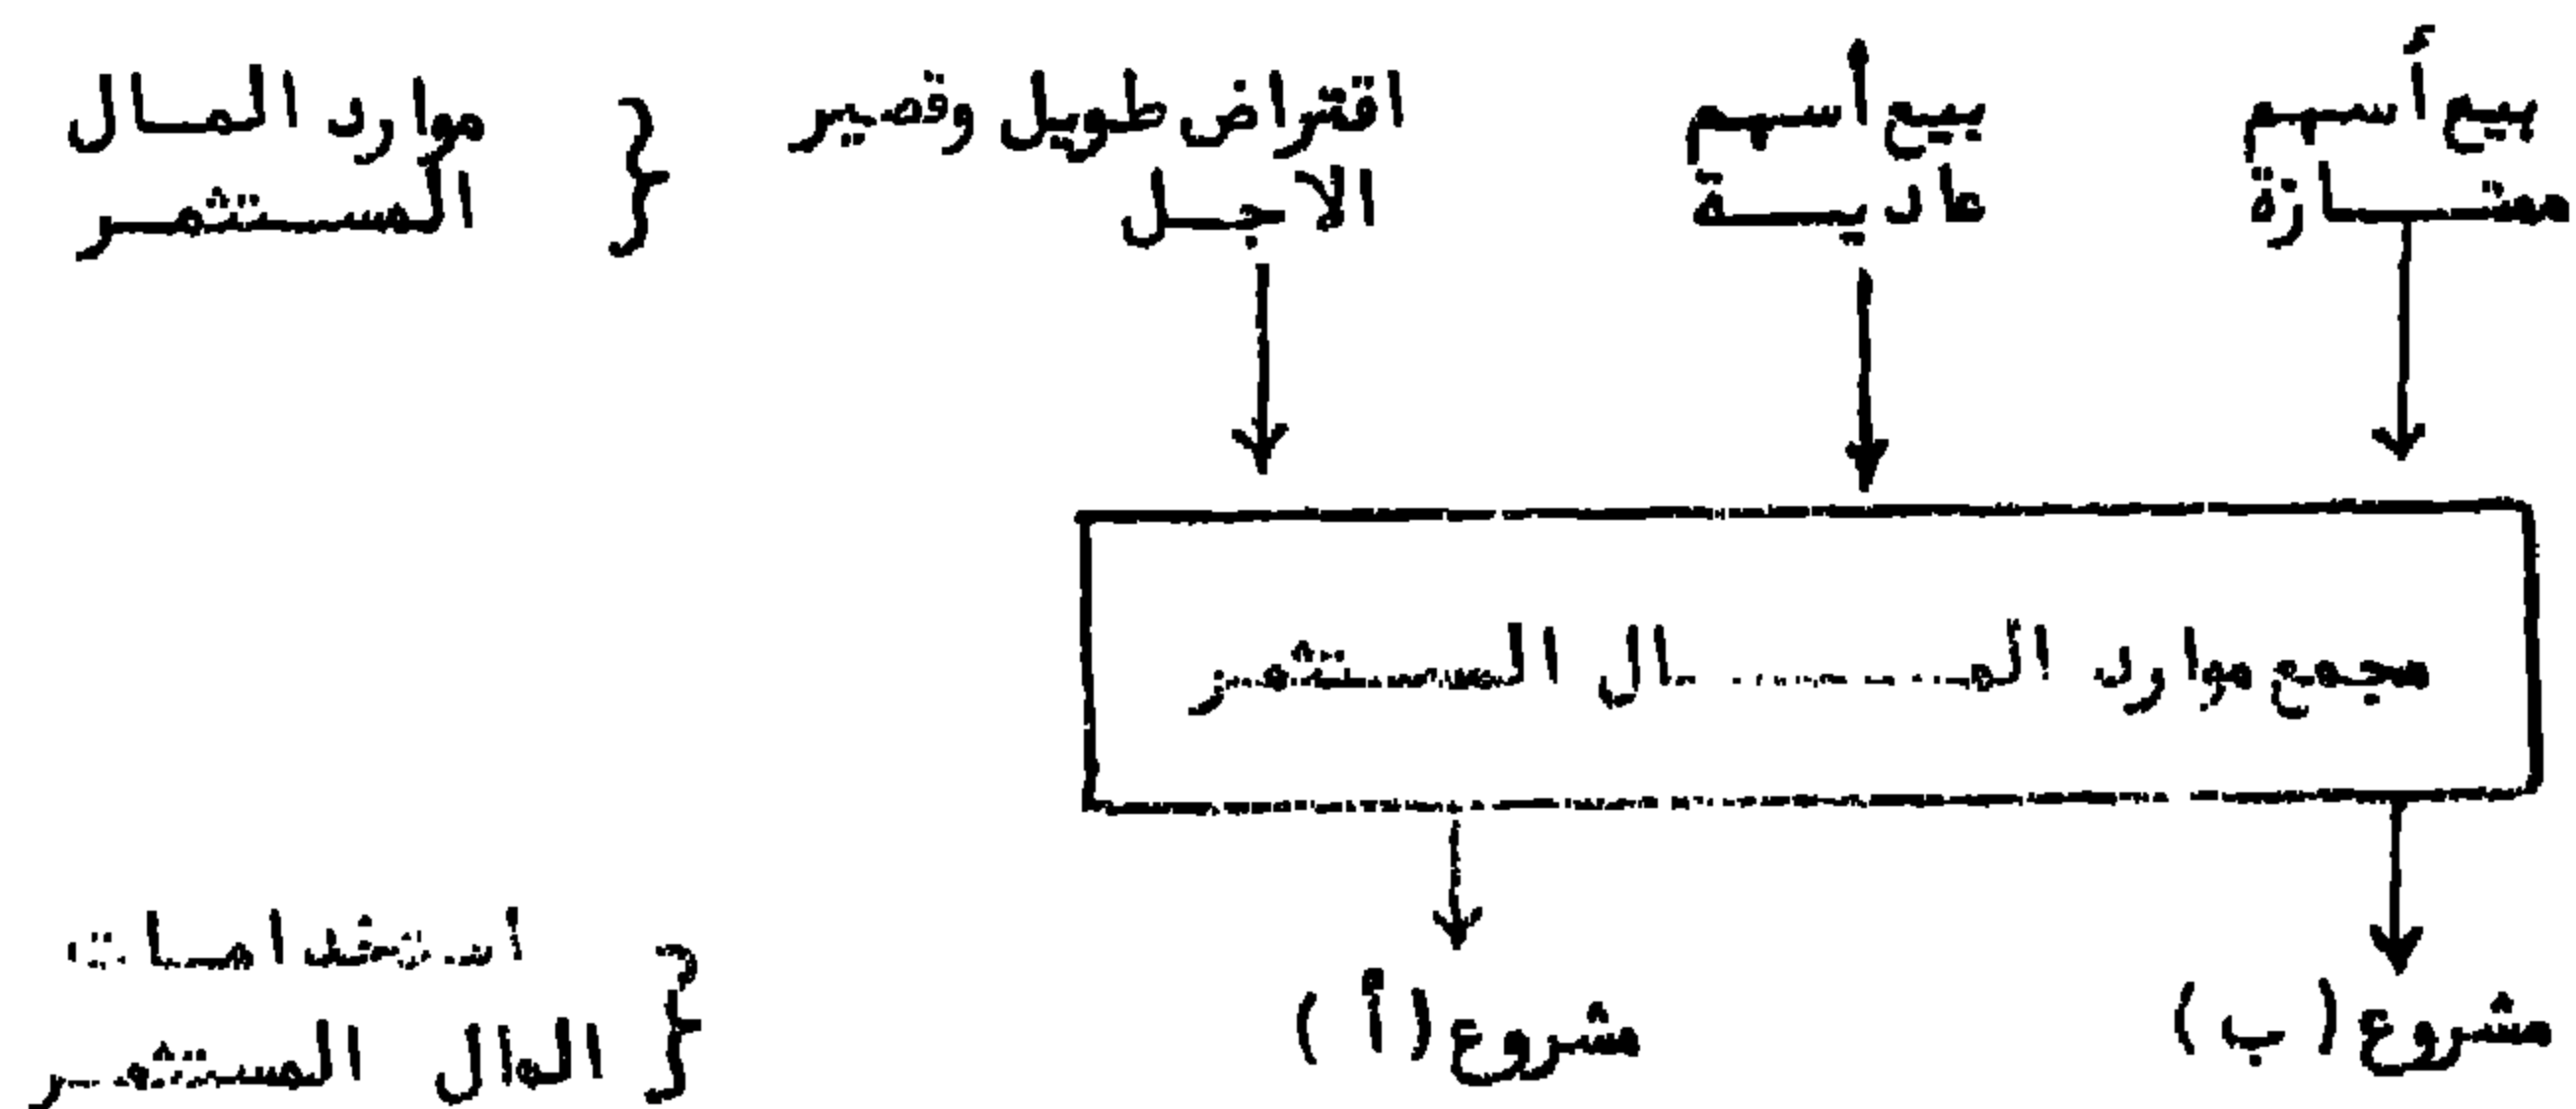 بيع أسهم
ممتازة
بيع أسهم
عادية
اقتراض طويل وقصير
الاجل
موارد المال
المستثمر
مجمع موارد المال المستثمر
مشروع (ب)
مشروع (أ)
استخدامات
المال المستثمر